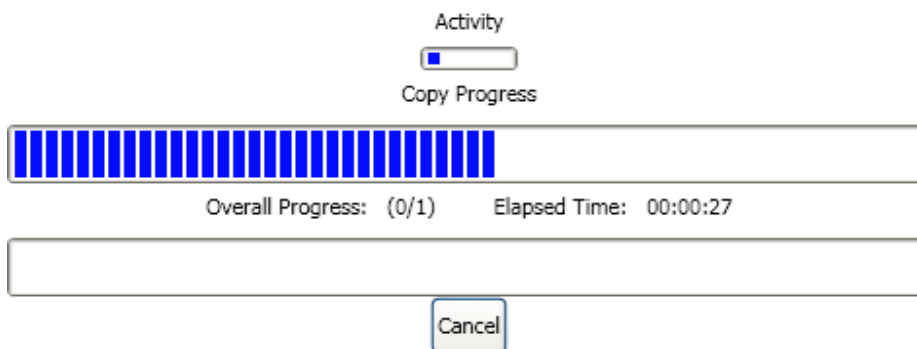 Activity
Copy Progress
Overall Progress: (0/1) Elapsed Time: 00:00:27
Cancel